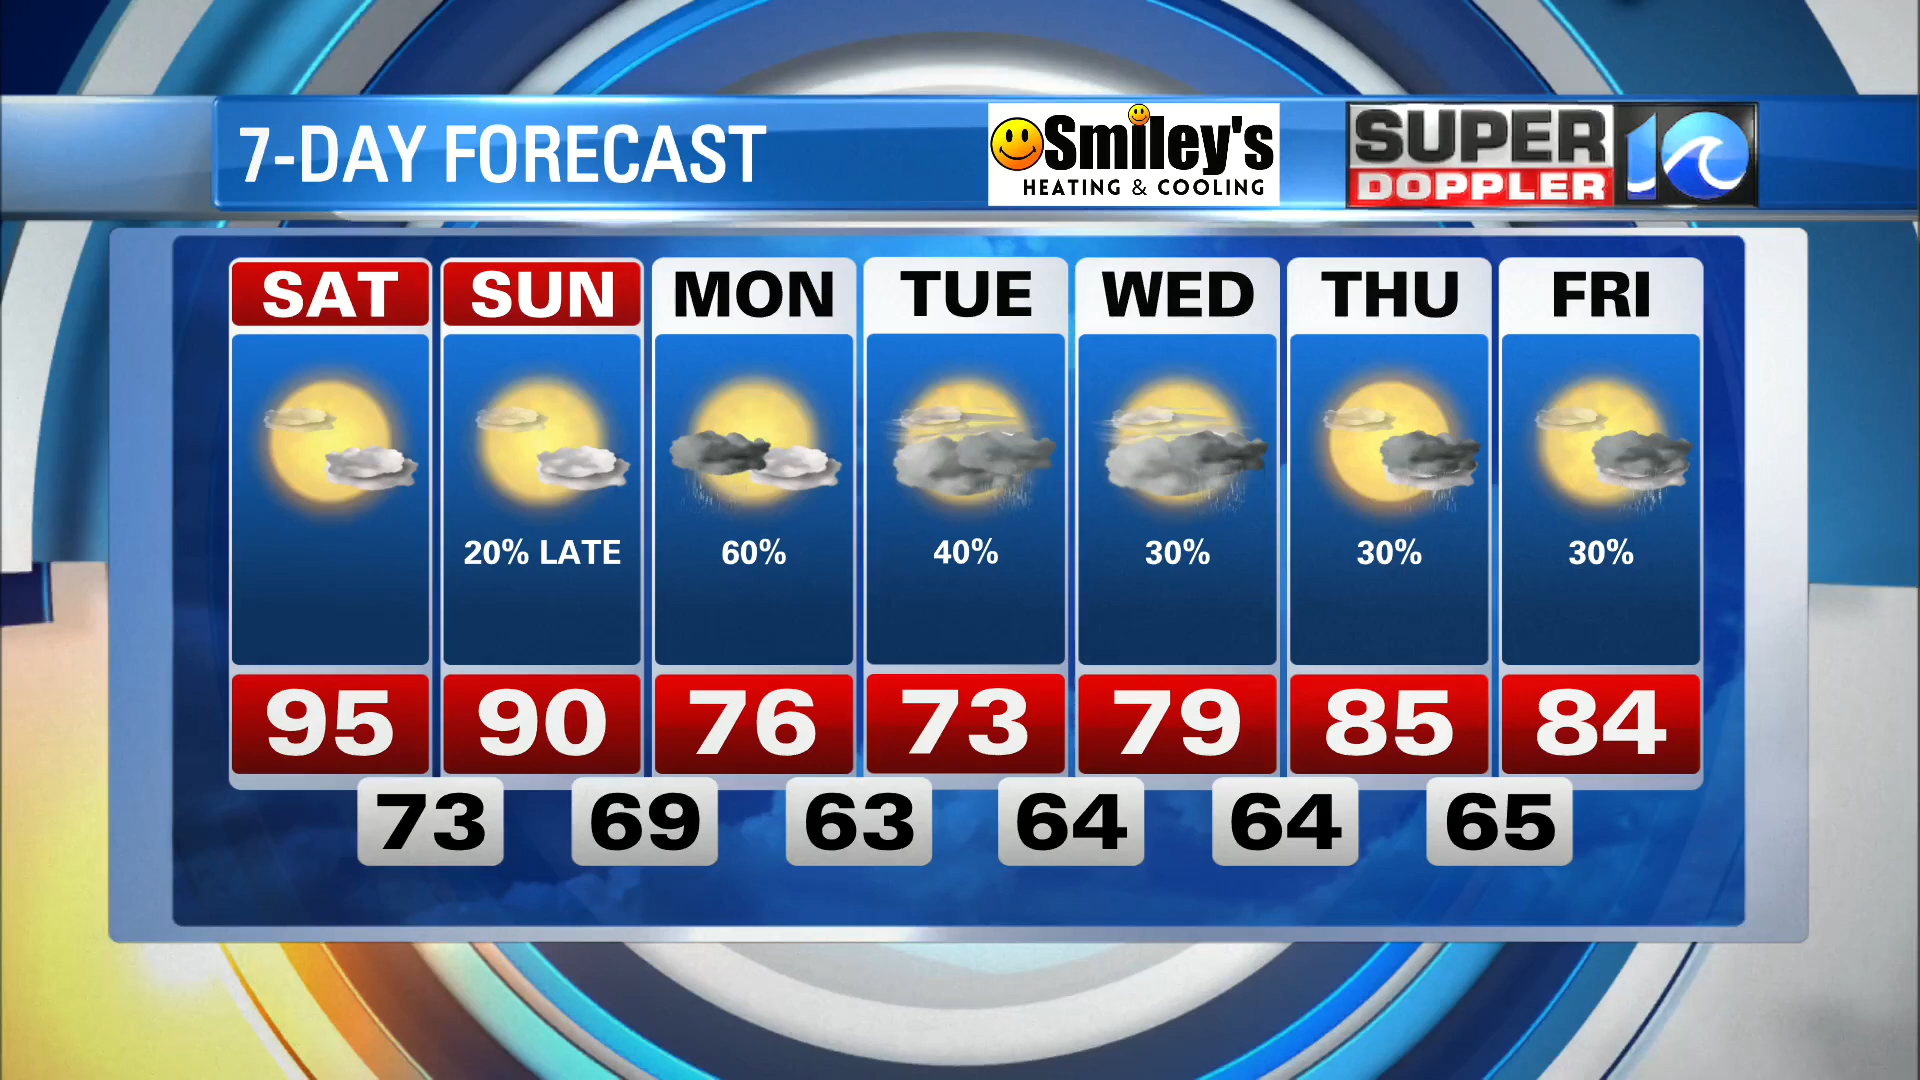 7-DAY FORECAST
Smiley's
HEATING & COOLING
SUPER
DOPPLER
10
SAT SUN MON TUE WED THU FRI
20% LATE 60% 40% 30% 30% 30%
95 90 76 73 79 85 84
73 69 63 64 64 65